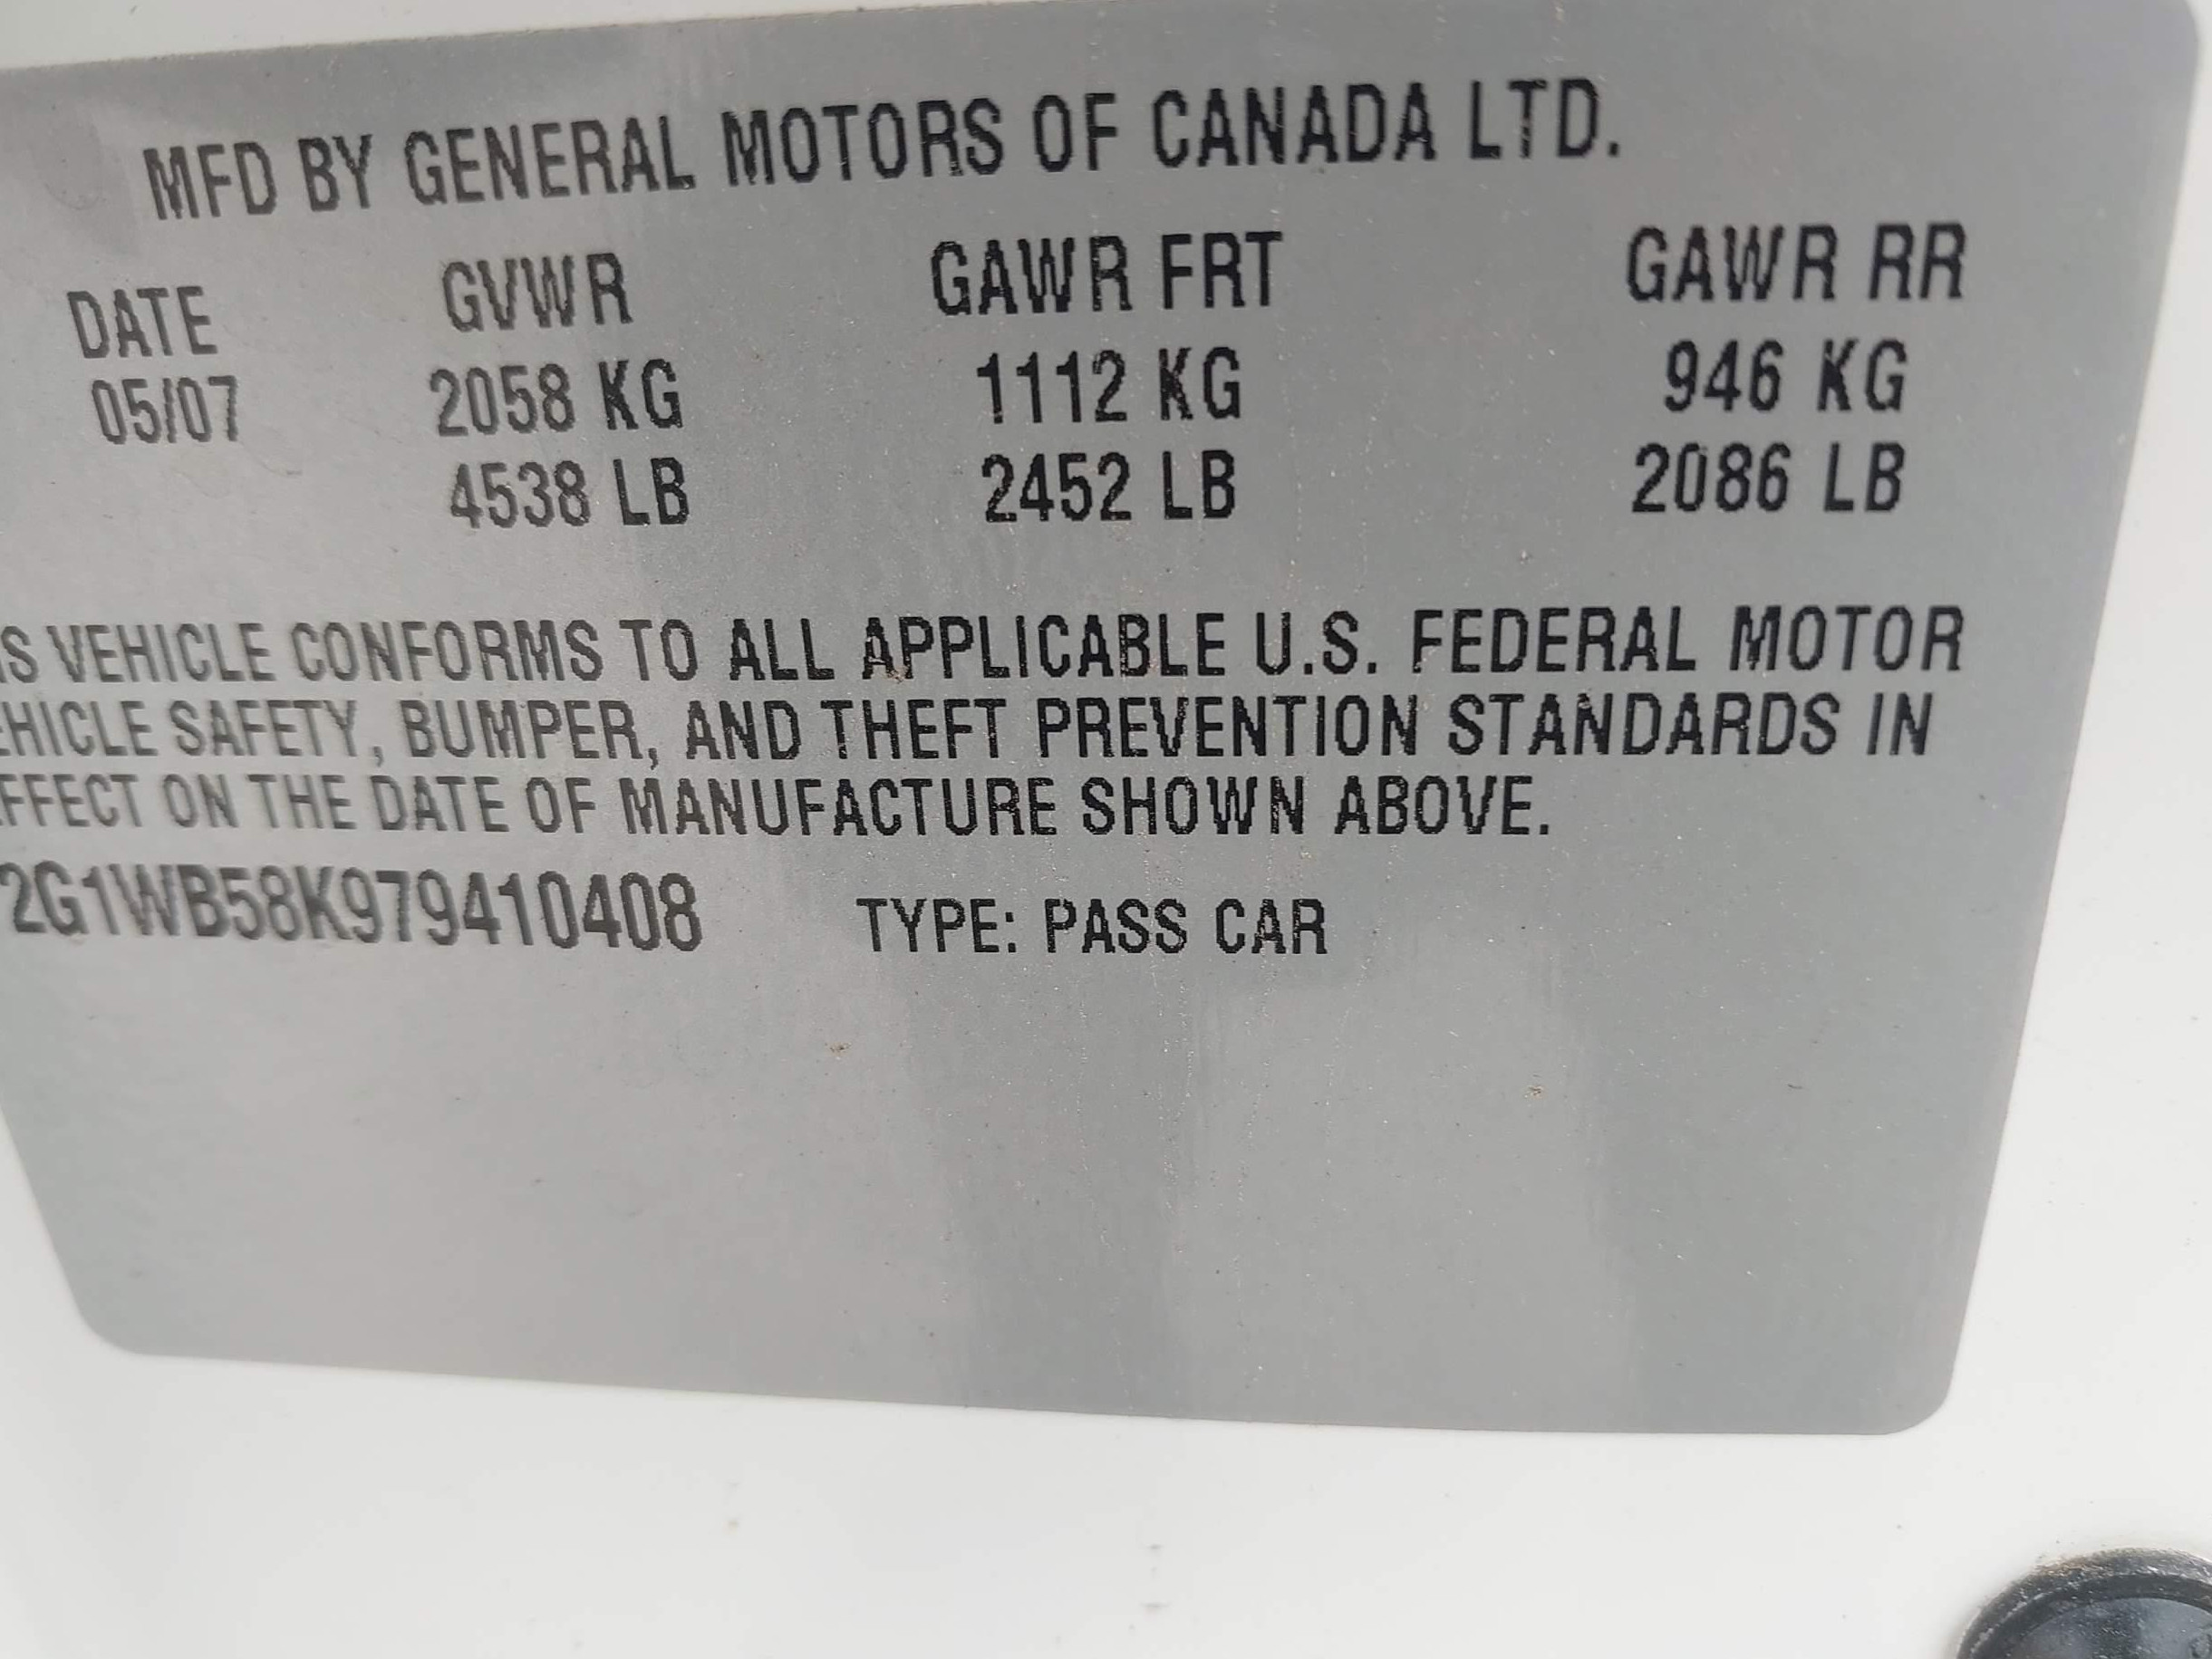 MFD BY GENERAL MOTORS OF CANADA LTD.
DATE GVWR GAWR FRT GAWR RR
05/07 2058 KG 1112 KG 946 KG
4538 LB 2452 LB 2086 LB
IS VEHICLE CONFORMS TO ALL APPLICABLE U.S. FEDERAL MOTOR
EHICLE SAFETY, BUMPER, AND THEFT PREVENTION STANDARDS IN
EFFECT ON THE DATE OF MANUFACTURE SHOWN ABOVE.
2G1WB58K979410408 TYPE: PASS CAR